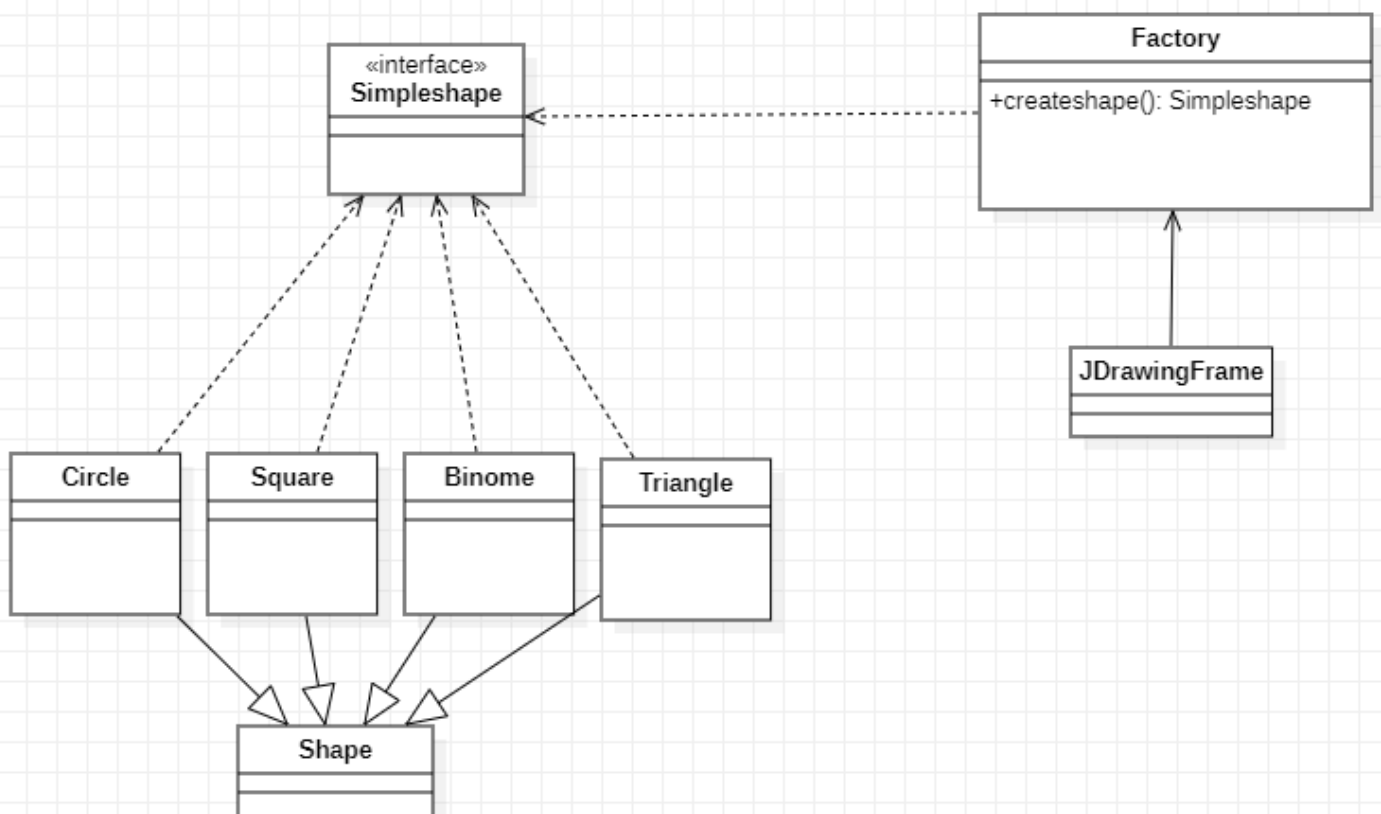 «interface»
Simpleshape
Factory
+createshape(): Simpleshape
JDrawingFrame
Circle
Square
Binome
Triangle
Shape